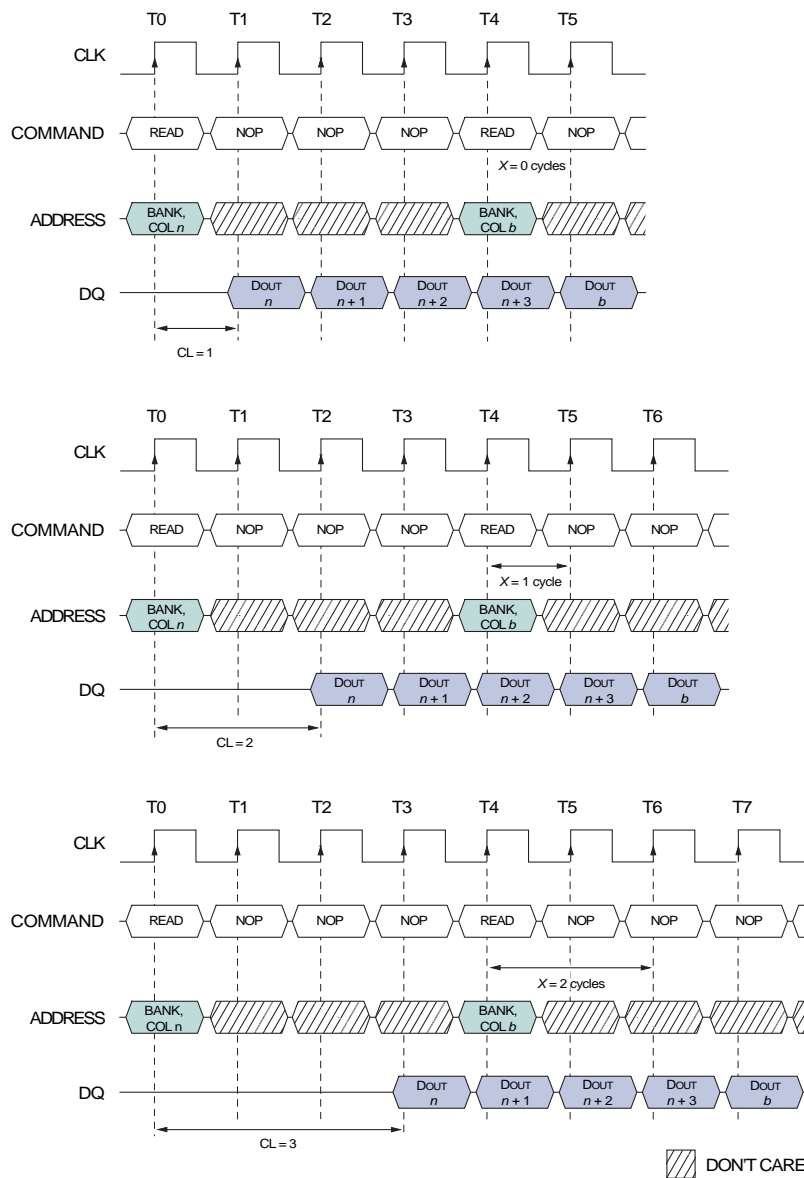 T0 T1 T2 T3 T4 T5
CLK
COMMAND READ NOP NOP NOP READ NOP
X = 0 cycles
ADDRESS BANK, COL n BANK, COL b
DQ DOUT n DOUT n + 1 DOUT n + 2 DOUT n + 3 DOUT b
CL = 1
T0 T1 T2 T3 T4 T5 T6
CLK
COMMAND READ NOP NOP NOP READ NOP NOP
X = 1 cycle
ADDRESS BANK, COL n BANK, COL b
DQ DOUT n DOUT n + 1 DOUT n + 2 DOUT n + 3 DOUT b
CL = 2
T0 T1 T2 T3 T4 T5 T6 T7
CLK
COMMAND READ NOP NOP NOP READ NOP NOP NOP
X = 2 cycles
ADDRESS BANK, COL n BANK, COL b
DQ DOUT n DOUT n + 1 DOUT n + 2 DOUT n + 3 DOUT b
CL = 3
DON'T CARE